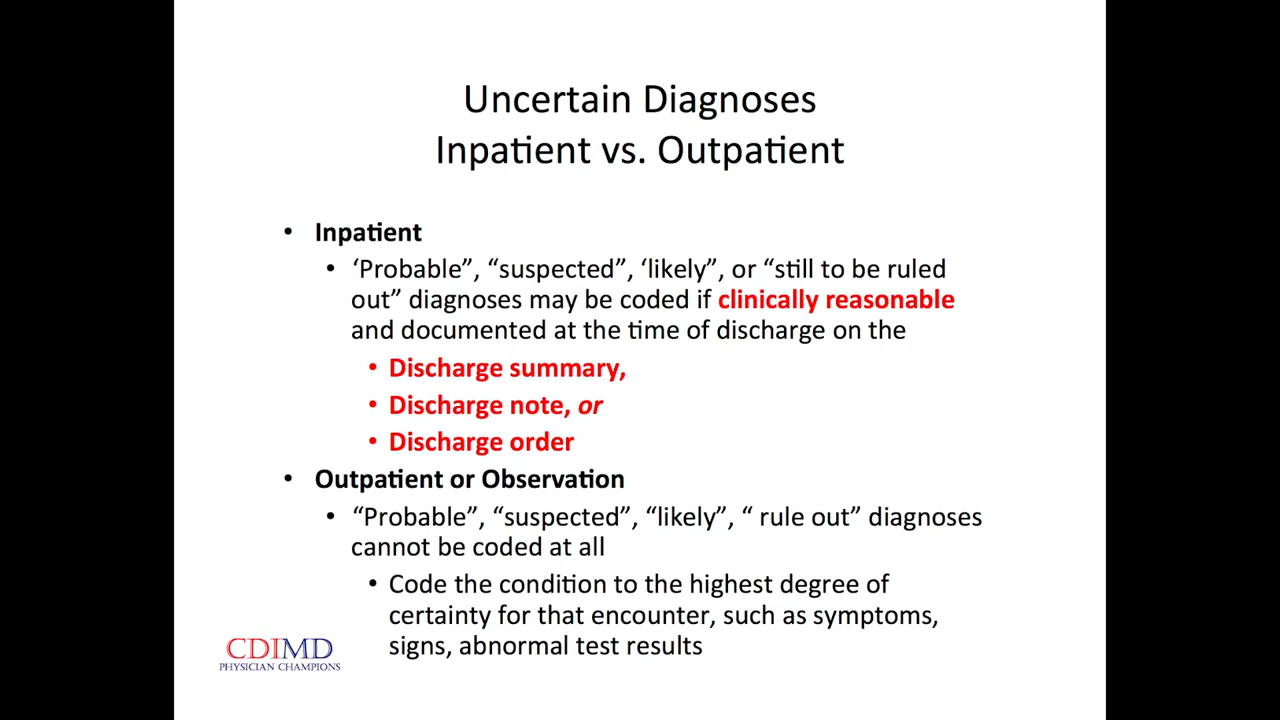 Uncertain Diagnoses
Inpatient vs. Outpatient
• Inpatient
• ‘Probable”, “suspected”, ‘likely”, or “still to be ruled
out” diagnoses may be coded if clinically reasonable
and documented at the time of discharge on the
• Discharge summary,
• Discharge note, or
• Discharge order
• Outpatient or Observation
• “Probable”, “suspected”, “likely”, “ rule out” diagnoses
cannot be coded at all
• Code the condition to the highest degree of
certainty for that encounter, such as symptoms,
signs, abnormal test results
CDIMD
PHYSICIAN CHAMPIONS